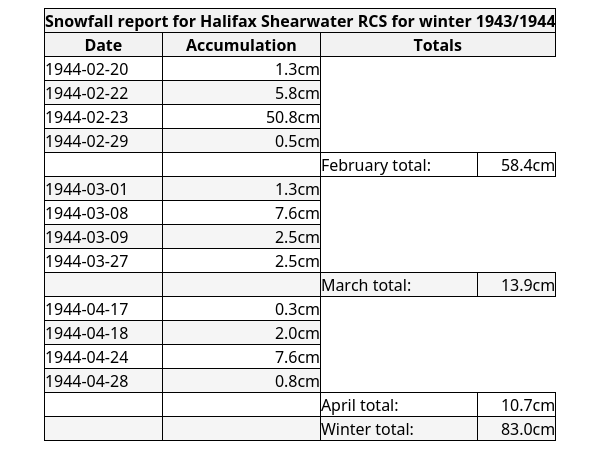 Snowfall report for Halifax Shearwater RCS for winter 1943/1944
Date Accumulation Totals
1944-02-20 1.3cm
1944-02-22 5.8cm
1944-02-23 50.8cm
1944-02-29 0.5cm
February total: 58.4cm
1944-03-01 1.3cm
1944-03-08 7.6cm
1944-03-09 2.5cm
1944-03-27 2.5cm
March total: 13.9cm
1944-04-17 0.3cm
1944-04-18 2.0cm
1944-04-24 7.6cm
1944-04-28 0.8cm
April total: 10.7cm
Winter total: 83.0cm